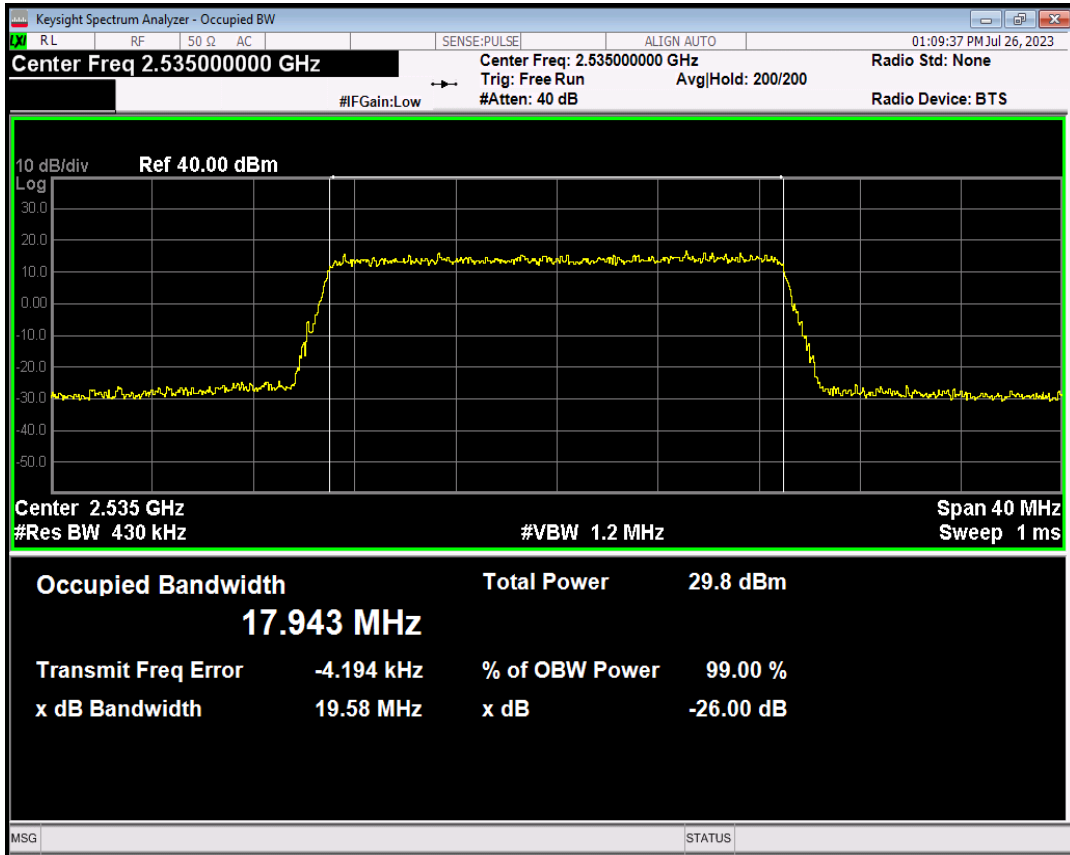 Keysight Spectrum Analyzer - Occupied BW
LXI RL RF 50 Ω AC SENSE:PULSE ALIGN AUTO 01:09:37 PM Jul 26, 2023
Center Freq 2.535000000 GHz Center Freq: 2.535000000 GHz Radio Std: None
Trig: Free Run Avg|Hold: 200/200
#IFGain:Low #Atten: 40 dB Radio Device: BTS
10 dB/div Ref 40.00 dBm
Log
30.0
20.0
10.0
0.00
-10.0
-20.0
-30.0
-40.0
-50.0
Center 2.535 GHz Span 40 MHz
#Res BW 430 kHz #VBW 1.2 MHz Sweep 1 ms
Occupied Bandwidth Total Power 29.8 dBm
17.943 MHz
Transmit Freq Error -4.194 kHz % of OBW Power 99.00 %
x dB Bandwidth 19.58 MHz x dB -26.00 dB
MSG STATUS